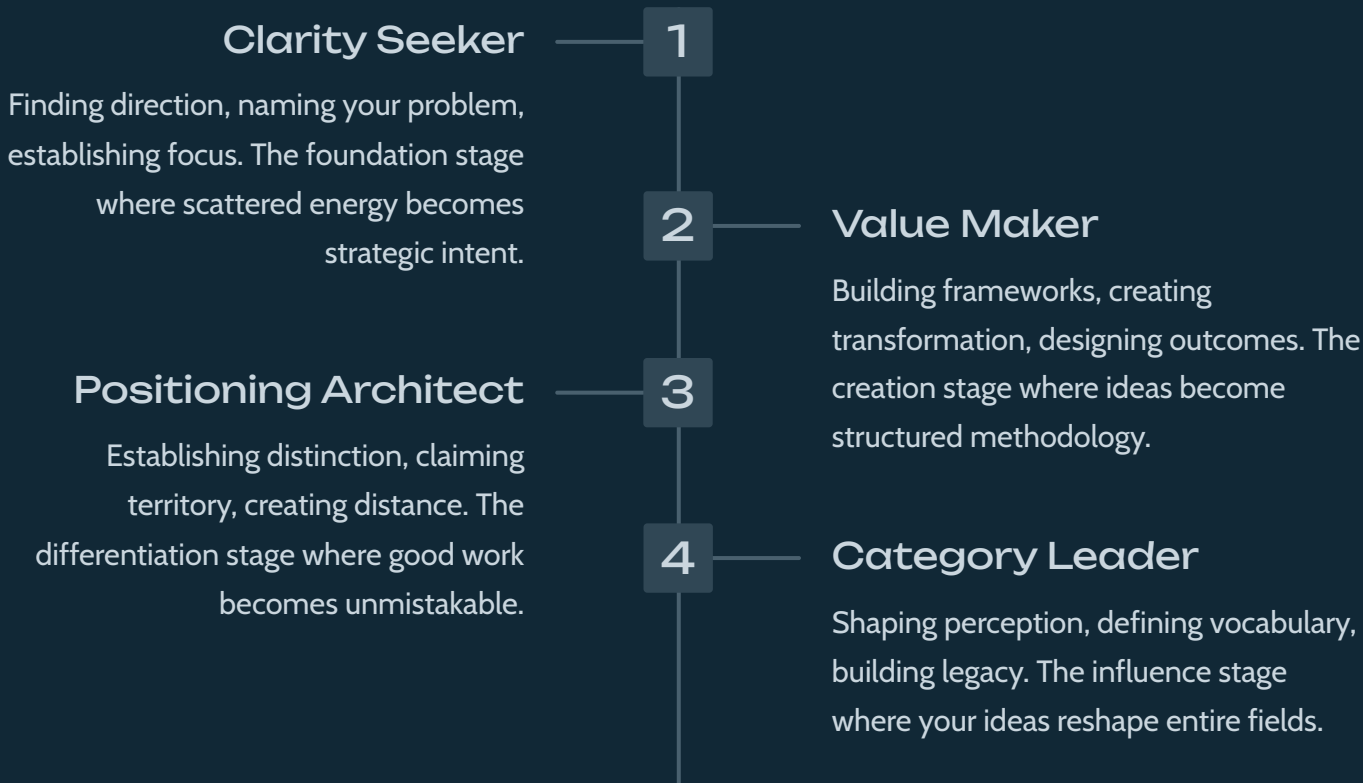 Clarity Seeker
1
Finding direction, naming your problem,
establishing focus. The foundation stage
where scattered energy becomes
strategic intent.
2
Value Maker
Building frameworks, creating
transformation, designing outcomes. The
creation stage where ideas become
structured methodology.
Positioning Architect
3
Establishing distinction, claiming
territory, creating distance. The
differentiation stage where good work
becomes unmistakable.
4
Category Leader
Shaping perception, defining vocabulary,
building legacy. The influence stage
where your ideas reshape entire fields.